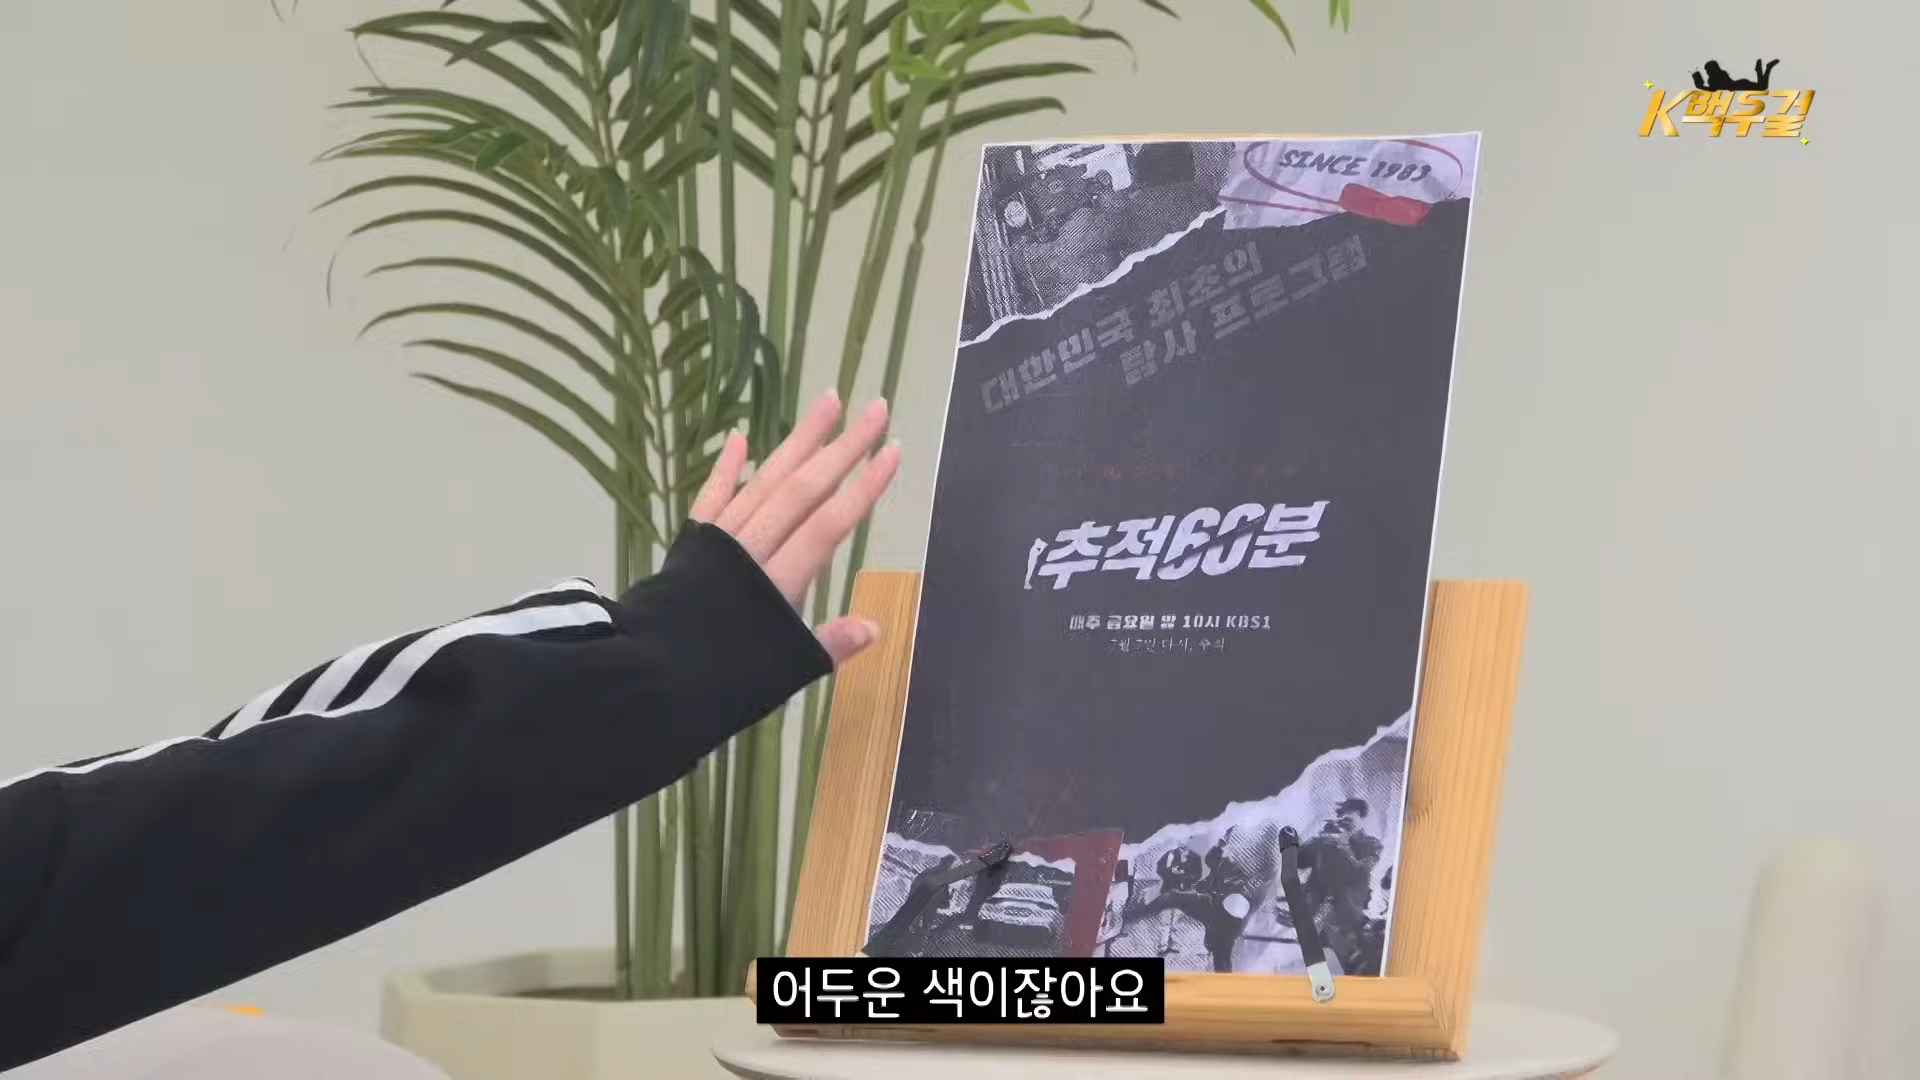 K백수걸
SINCE 1983
대한민국 최초의
탐사 프로그램
추적60분
매주 금요일 밤 10시 KBS1
어두운 색이잖아요